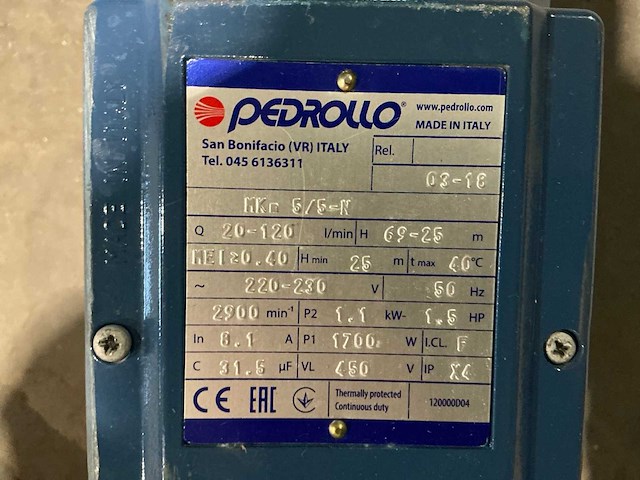 PEDROLLO® www.pedrollo.com
MADE IN ITALY
San Bonifacio (VR) ITALY
Tel. 045 6136311
Rel.
03-18
MKm 5/5-N
Q 20-120 l/min H 69-25 m
MEI≥0.40 H min 25 m t max 40°C
~ 220-230 V 50 Hz
2900 min⁻¹ P2 1.1 kW- 1.5 HP
In 8.1 A P1 1700 W I.CL. F
C 31.5 µF VL 450 V IP X4
CE EAC Thermally protected
Continuous duty 120000D04